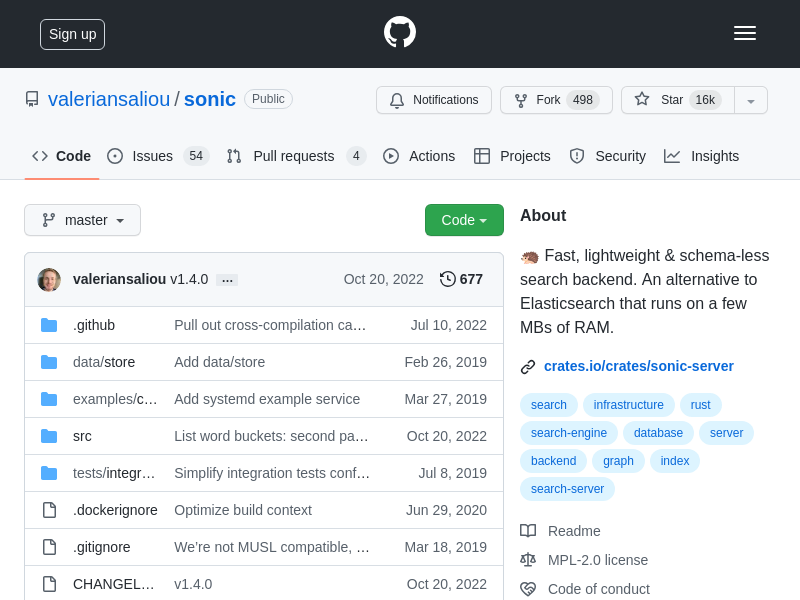 Sign up
valeriansaliou / sonic Public
Notifications
Fork 498
Star 16k
Code
Issues 54
Pull requests 4
Actions
Projects
Security
Insights
master
Code
valeriansaliou v1.4.0 ... Oct 20, 2022 677
.github Pull out cross-compilation ca… Jul 10, 2022
data/store Add data/store Feb 26, 2019
examples/c… Add systemd example service Mar 27, 2019
src List word buckets: second pa… Oct 20, 2022
tests/integr… Simplify integration tests conf… Jul 8, 2019
.dockerignore Optimize build context Jun 29, 2020
.gitignore We’re not MUSL compatible, … Mar 18, 2019
CHANGEL… v1.4.0 Oct 20, 2022
About
🦔 Fast, lightweight & schema-less
search backend. An alternative to
Elasticsearch that runs on a few
MBs of RAM.
crates.io/crates/sonic-server
search infrastructure rust
search-engine database server
backend graph index
search-server
Readme
MPL-2.0 license
Code of conduct